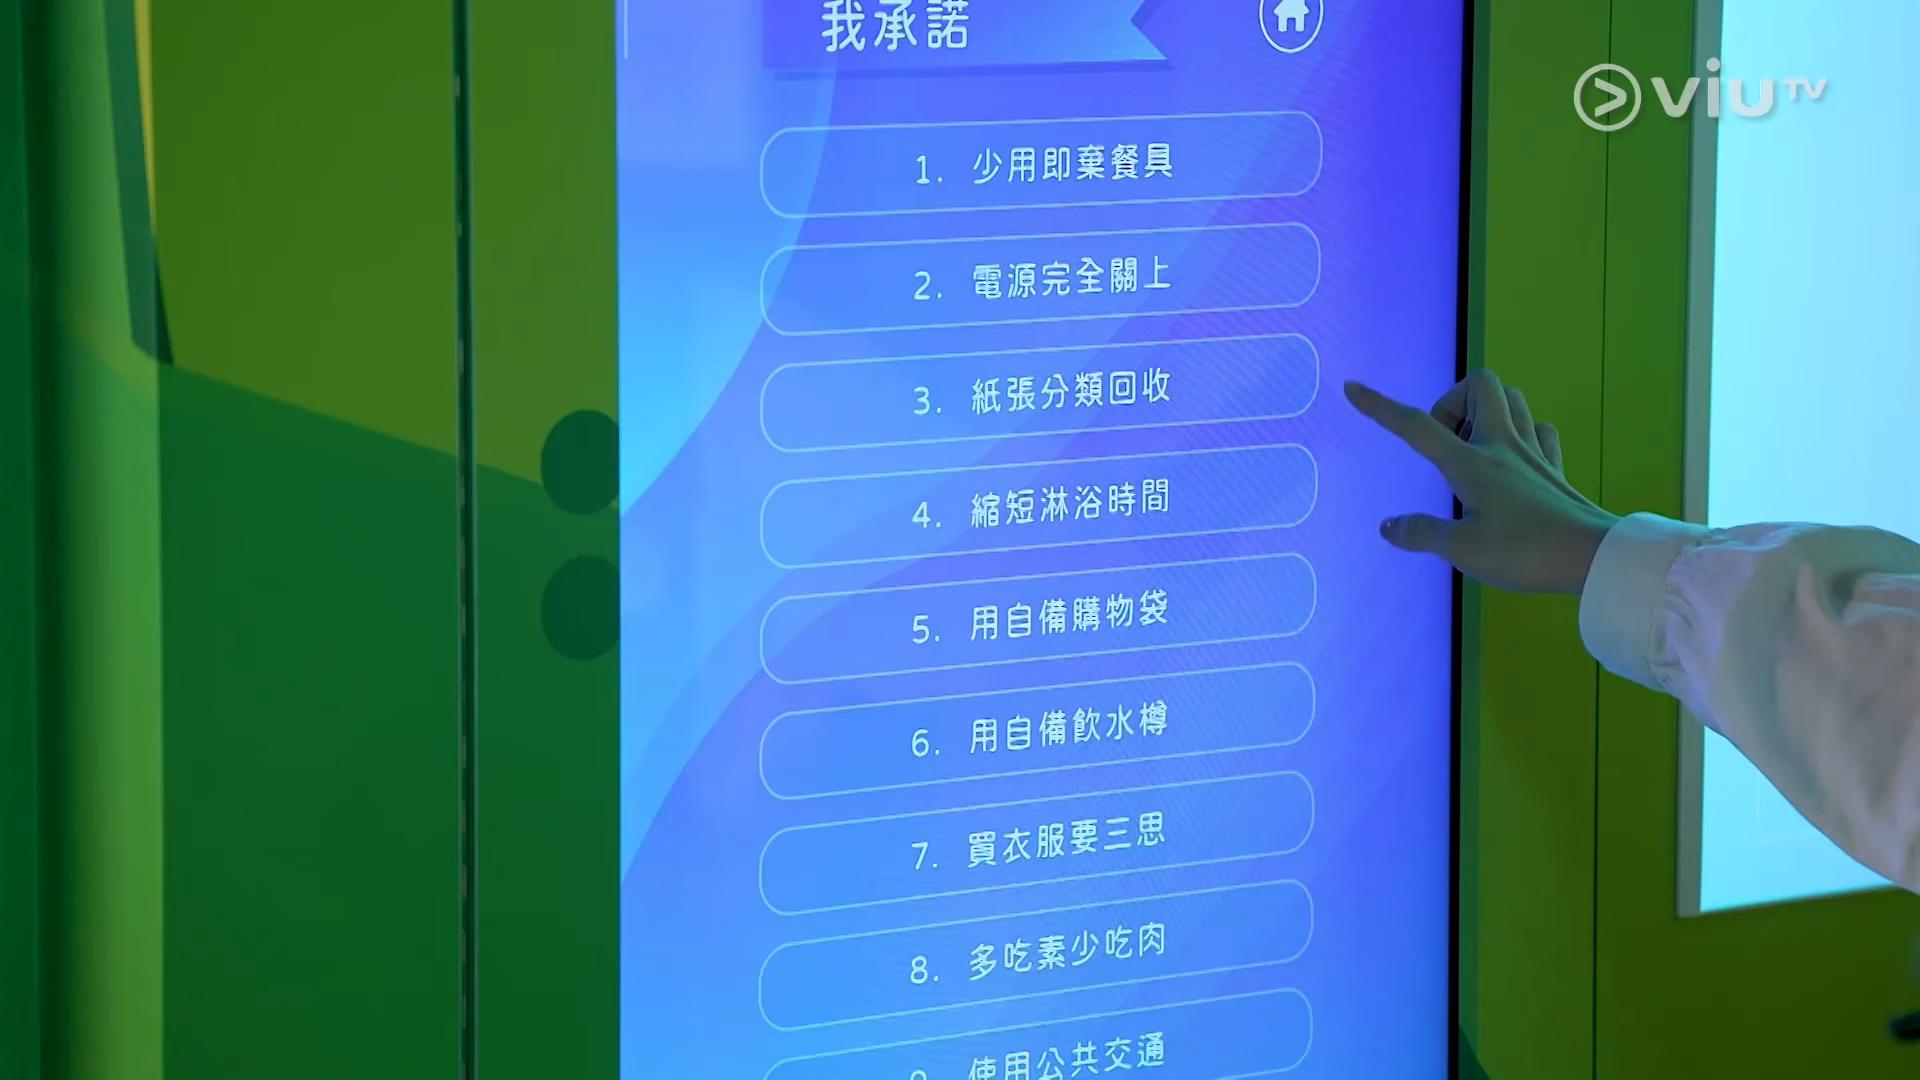 我承諾
viu TV
1. 少用即棄餐具
2. 電源完全關上
3. 紙張分類回收
4. 縮短淋浴時間
5. 用自備購物袋
6. 用自備飲水樽
7. 買衣服要三思
8. 多吃素少吃肉
9. 使用公共交通